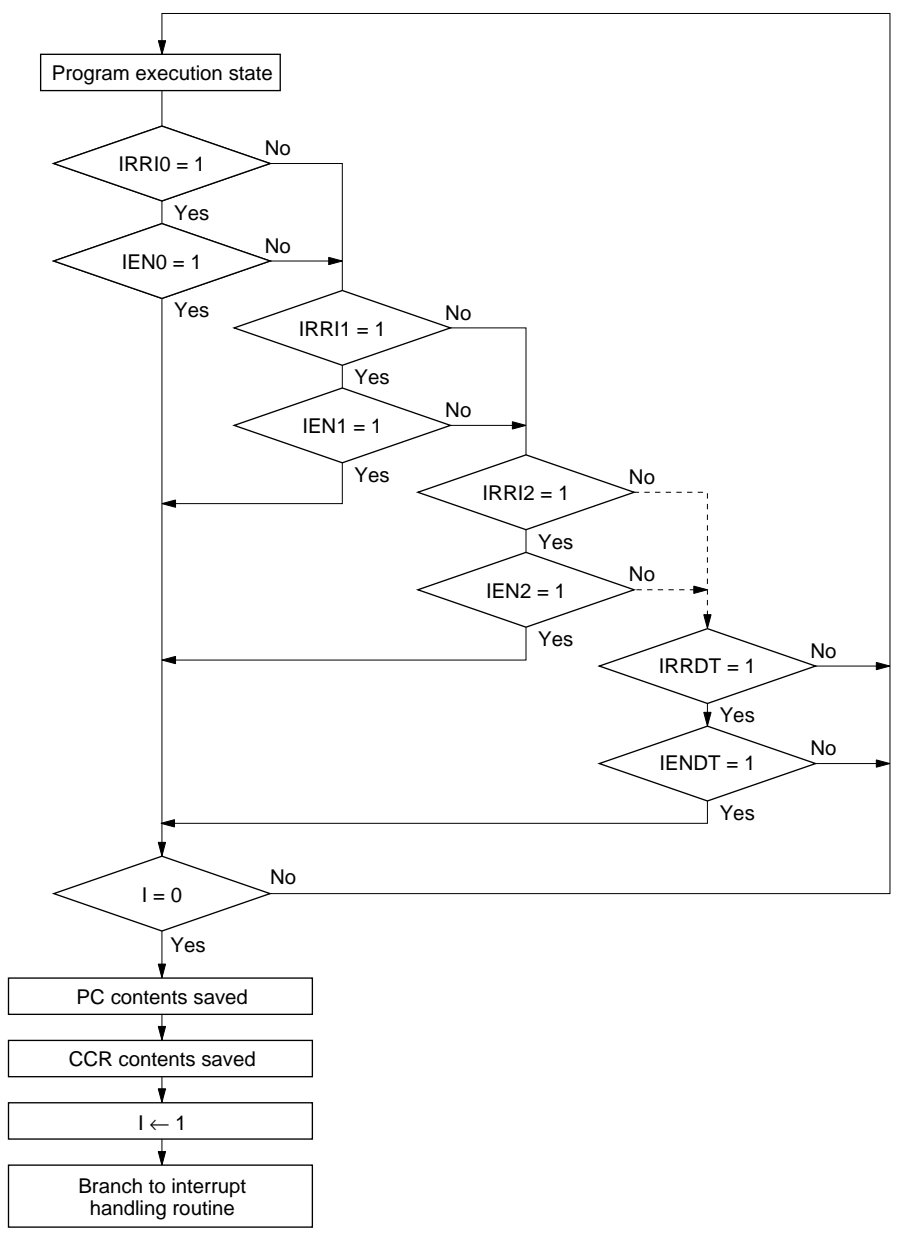 Program execution state
IRRI0 = 1
No
Yes
IEN0 = 1
No
Yes
IRRI1 = 1
No
Yes
IEN1 = 1
No
Yes
IRRI2 = 1
No
Yes
IEN2 = 1
No
Yes
IRRDT = 1
No
Yes
IENDT = 1
No
Yes
I = 0
No
Yes
PC contents saved
CCR contents saved
I ← 1
Branch to interrupt
handling routine